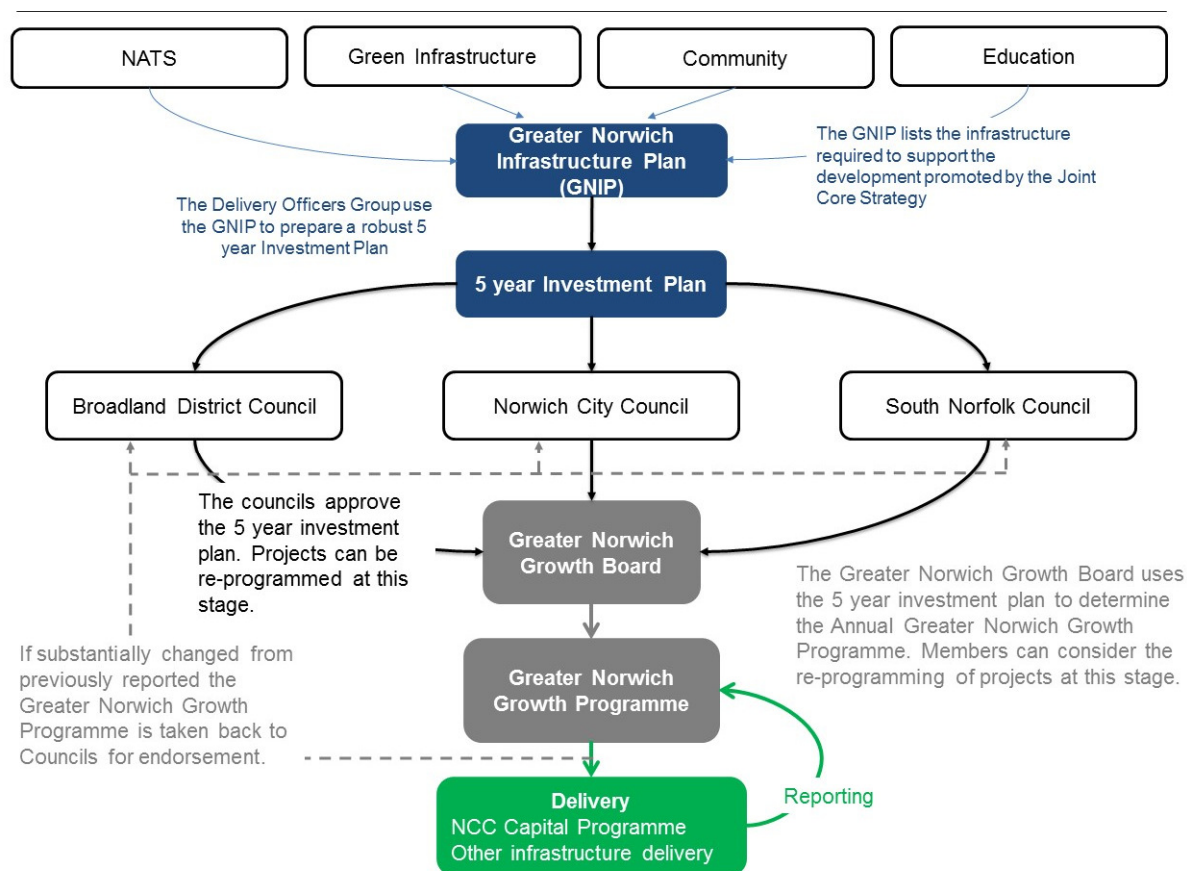 NATS
Green Infrastructure
Community
Education
Greater Norwich
Infrastructure Plan
(GNIP)
The GNIP lists the infrastructure
required to support the
development promoted by the Joint
Core Strategy
The Delivery Officers Group use
the GNIP to prepare a robust 5
year Investment Plan
5 year Investment Plan
Broadland District Council
Norwich City Council
South Norfolk Council
The councils approve
the 5 year investment
plan. Projects can be
re-programmed at this
stage.
Greater Norwich
Growth Board
The Greater Norwich Growth Board uses
the 5 year investment plan to determine
the Annual Greater Norwich Growth
Programme. Members can consider the
re-programming of projects at this stage.
If substantially changed from
previously reported the
Greater Norwich Growth
Programme is taken back to
Councils for endorsement.
Greater Norwich
Growth Programme
Reporting
Delivery
NCC Capital Programme
Other infrastructure delivery